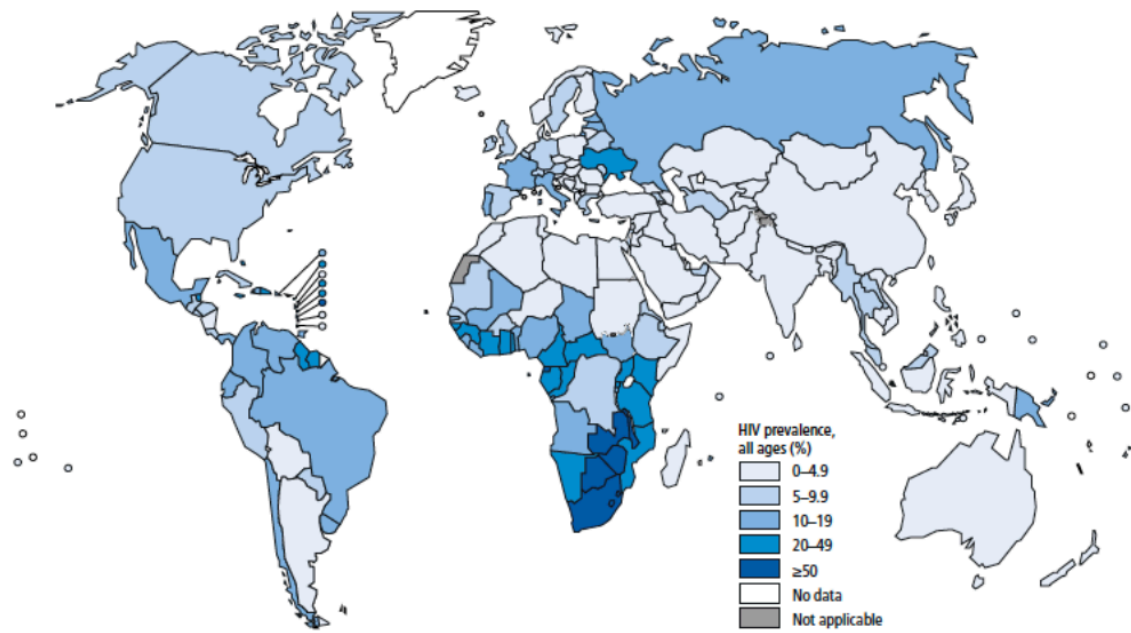 HIV prevalence,
all ages (%)
0–4.9
5–9.9
10–19
20–49
≥50
No data
Not applicable